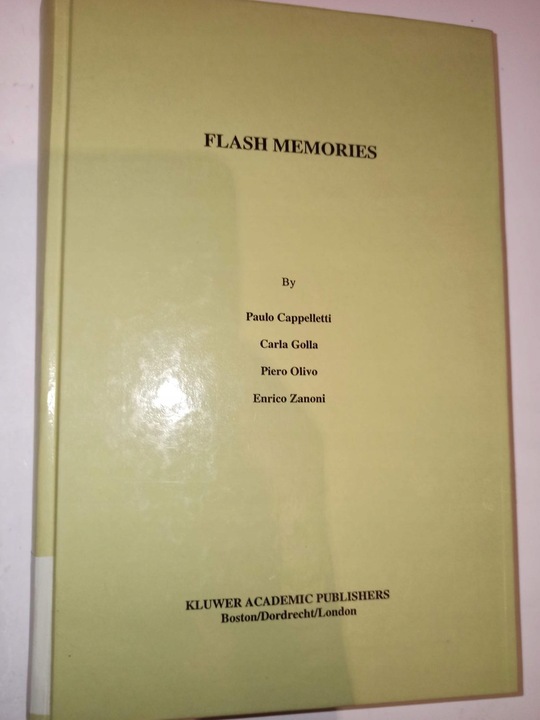 FLASH MEMORIES
By
Paulo Cappelletti
Carla Golla
Piero Olivo
Enrico Zanoni
KLUWER ACADEMIC PUBLISHERS
Boston/Dordrecht/London